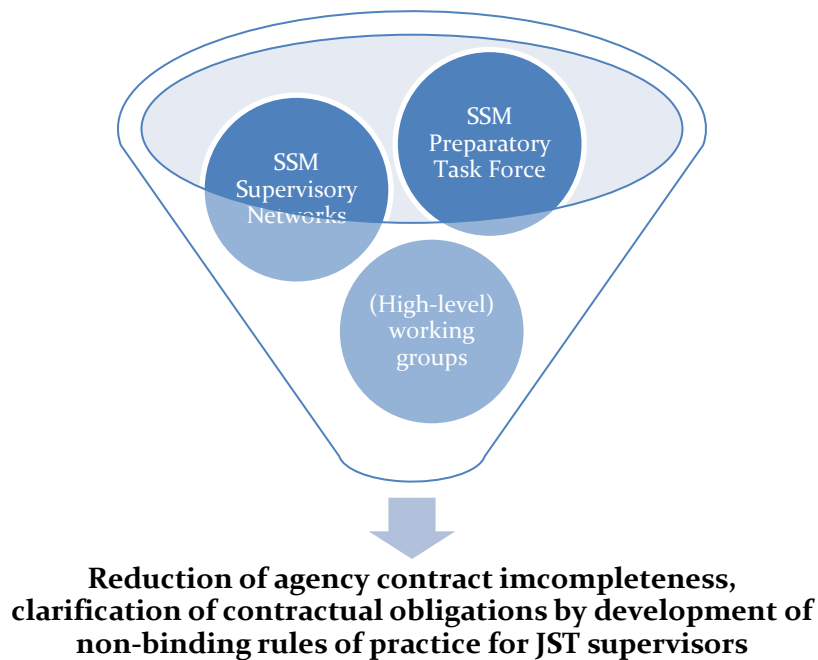 SSM
Preparatory
Task Force
SSM
Supervisory
Networks
(High-level)
working
groups
Reduction of agency contract imcompleteness,
clarification of contractual obligations by development of
non-binding rules of practice for JST supervisors